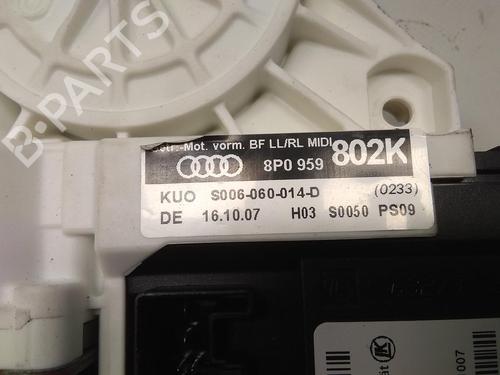 Mot. vorm. BF LL/RL MIDI
8P0 959 802K
KUO S006-060-014-D (0233)
DE 16.10.07 H03 S0050 PS09
B-PARTS